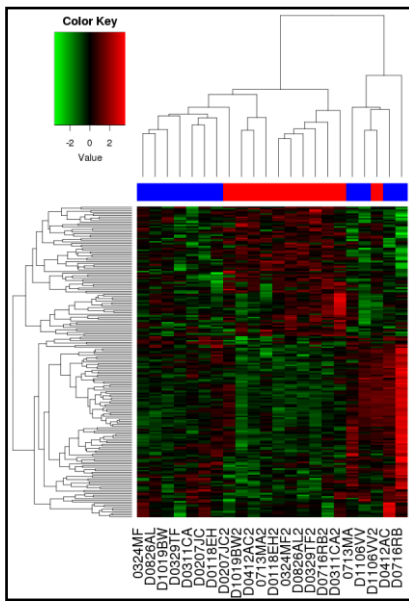 Color Key
-2 0 2
Value
0324MF
D0826AL
D1019BW
D0329TF
D0311CA
D0207JC
D0118EH
D0207JC2
D1019BW2
D0412AC2
0713MA2
D0118EH2
0324MF2
D0826AL2
D0329TF2
D0716RB2
D0311CA2
0713MA
D1106VV
D1106VV2
D0412AC
D0716RB